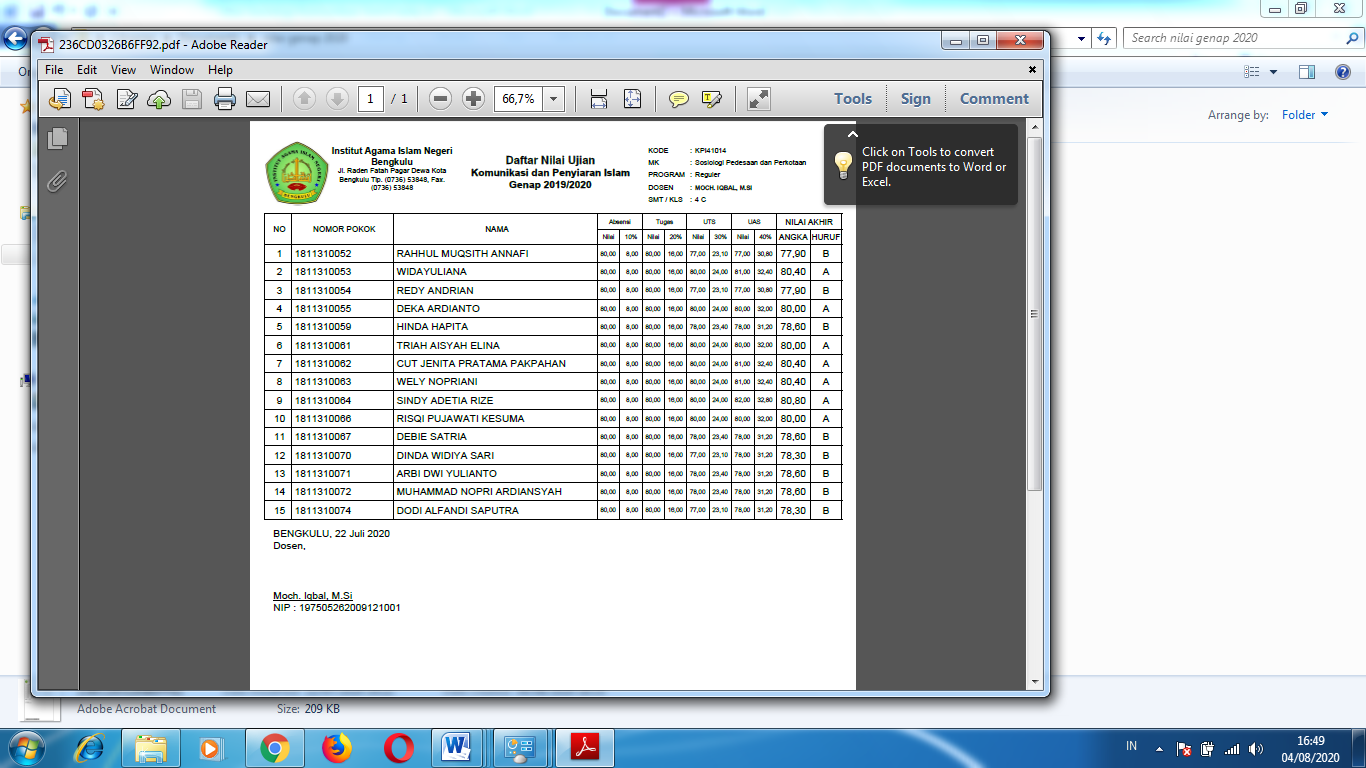 236CD0326B6FF92.pdf - Adobe Reader
Search nilai genap 2020
File Edit View Window Help
1 / 1 66,7% Tools Sign Comment
Arrange by: Folder
Click on Tools to convert
PDF documents to Word or
Excel.
Institut Agama Islam Negeri
Bengkulu
Jl. Raden Fatah Pagar Dewa Kota
Bengkulu Tlp. (0736) 53848, Fax.
(0736) 53848
Daftar Nilai Ujian
Komunikasi dan Penyiaran Islam
Genap 2019/2020
KODE : KPI41014
MK : Sosiologi Pedesaan dan Perkotaan
PROGRAM : Reguler
DOSEN : MOCH. IQBAL, M.SI
SMT / KLS : 4 C
NO NOMOR POKOK NAMA Absensi Tugas UTS UAS NILAI AKHIR
Nilai 10% Nilai 20% Nilai 30% Nilai 40% ANGKA HURUF
1 1811310052 RAHHUL MUQSITH ANNAFI 80,00 8,00 80,00 16,00 77,00 23,10 77,00 30,80 77,90 B
2 1811310053 WIDAYULIANA 80,00 8,00 80,00 16,00 80,00 24,00 81,00 32,40 80,40 A
3 1811310054 REDY ANDRIAN 80,00 8,00 80,00 16,00 77,00 23,10 77,00 30,80 77,90 B
4 1811310055 DEKA ARDIANTO 80,00 8,00 80,00 16,00 80,00 24,00 80,00 32,00 80,00 A
5 1811310059 HINDA HAPITA 80,00 8,00 80,00 16,00 78,00 23,40 78,00 31,20 78,60 B
6 1811310061 TRIAH AISYAH ELINA 80,00 8,00 80,00 16,00 80,00 24,00 80,00 32,00 80,00 A
7 1811310062 CUT JENITA PRATAMA PAKPAHAN 80,00 8,00 80,00 16,00 80,00 24,00 81,00 32,40 80,40 A
8 1811310063 WELY NOPRIANI 80,00 8,00 80,00 16,00 80,00 24,00 81,00 32,40 80,40 A
9 1811310064 SINDY ADETIA RIZE 80,00 8,00 80,00 16,00 80,00 24,00 82,00 32,80 80,80 A
10 1811310066 RISQI PUJAWATI KESUMA 80,00 8,00 80,00 16,00 80,00 24,00 80,00 32,00 80,00 A
11 1811310067 DEBIE SATRIA 80,00 8,00 80,00 16,00 78,00 23,40 78,00 31,20 78,60 B
12 1811310070 DINDA WIDIYA SARI 80,00 8,00 80,00 16,00 77,00 23,10 78,00 31,20 78,30 B
13 1811310071 ARBI DWI YULIANTO 80,00 8,00 80,00 16,00 78,00 23,40 78,00 31,20 78,60 B
14 1811310072 MUHAMMAD NOPRI ARDIANSYAH 80,00 8,00 80,00 16,00 78,00 23,40 78,00 31,20 78,60 B
15 1811310074 DODI ALFANDI SAPUTRA 80,00 8,00 80,00 16,00 77,00 23,10 78,00 31,20 78,30 B
BENGKULU, 22 Juli 2020
Dosen,
Moch. Iqbal, M.Si
NIP : 197505262009121001
Adobe Acrobat Document Size: 209 KB
IN 16:49
04/08/2020